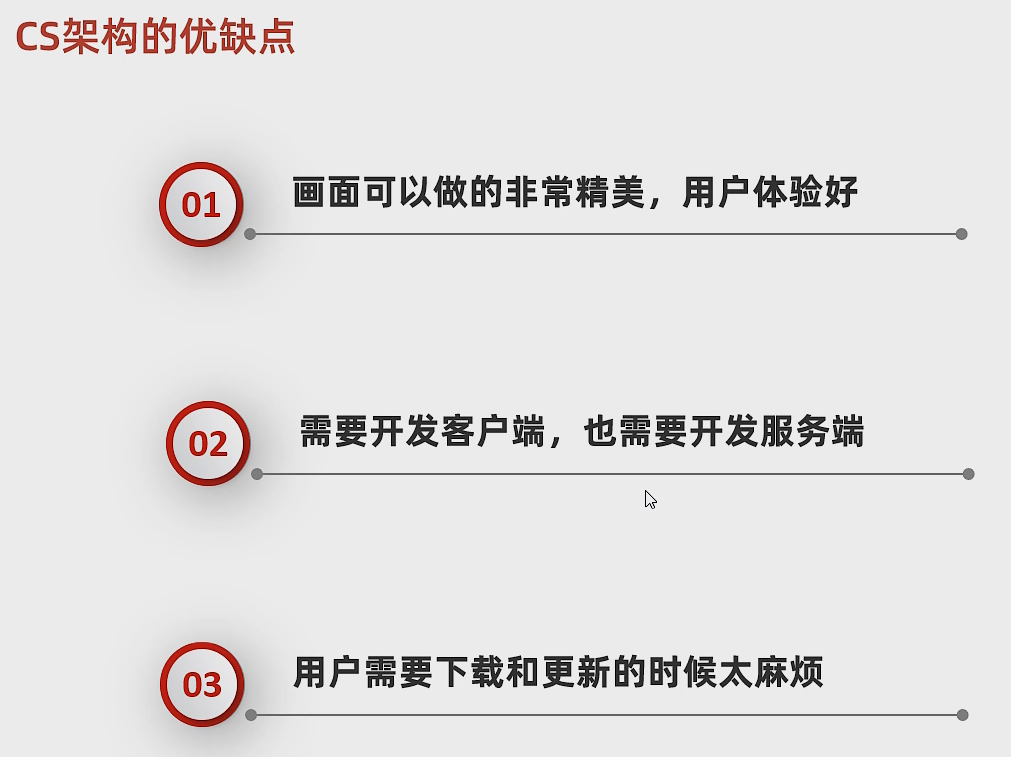 CS架构的优缺点
01
画面可以做的非常精美，用户体验好
02
需要开发客户端，也需要开发服务端
03
用户需要下载和更新的时候太麻烦